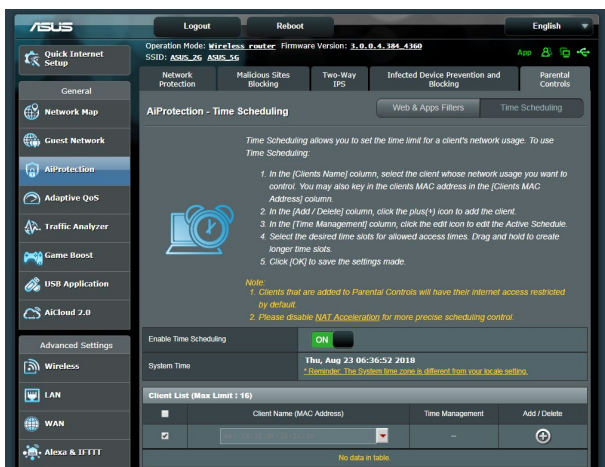 ASUS
Logout
Reboot
English
Quick Internet
Setup
Operation Mode: Wireless router Firmware Version: 3.0.0.4.384_4360
SSID: ASUS_2G ASUS_5G
App
General
Network Map
Guest Network
AiProtection
Adaptive QoS
Traffic Analyzer
Game Boost
USB Application
AiCloud 2.0
Advanced Settings
Wireless
LAN
WAN
Alexa & IFTTT
Network
Protection
Malicious Sites
Blocking
Two-Way
IPS
Infected Device Prevention and
Blocking
Parental
Controls
AiProtection - Time Scheduling
Web & Apps Filters
Time Scheduling
Time Scheduling allows you to set the time limit for a client's network usage. To use
Time Scheduling:
1. In the [Clients Name] column, select the client whose network usage you want to
control. You may also key in the clients MAC address in the [Clients MAC
Address] column.
2. In the [Add / Delete] column, click the plus(+) icon to add the client.
3. In the [Time Management] column, click the edit icon to edit the Active Schedule.
4. Select the desired time slots for allowed access times. Drag and hold to create
longer time slots.
5. Click [OK] to save the settings made.
Note:
1. Clients that are added to Parental Controls will have their internet access restricted
by default.
2. Please disable NAT Acceleration for more precise scheduling control.
Enable Time Scheduling
ON
System Time
Thu, Aug 23 06:36:52 2018
* Reminder: The System time zone is different from your locale setting.
Client List (Max Limit : 16)
Client Name (MAC Address)
Time Management
Add / Delete
--
No data in table.